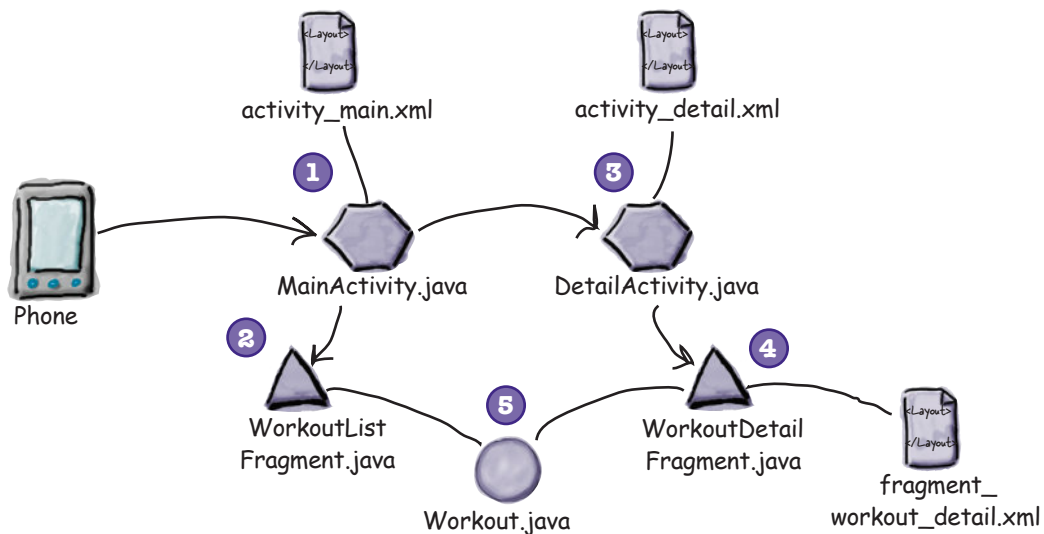 <Layout>
</Layout>
activity_main.xml
<Layout>
</Layout>
activity_detail.xml
1
3
Phone
MainActivity.java
DetailActivity.java
2
4
5
WorkoutList
Fragment.java
WorkoutDetail
Fragment.java
<Layout>
</Layout>
Workout.java
fragment_
workout_detail.xml